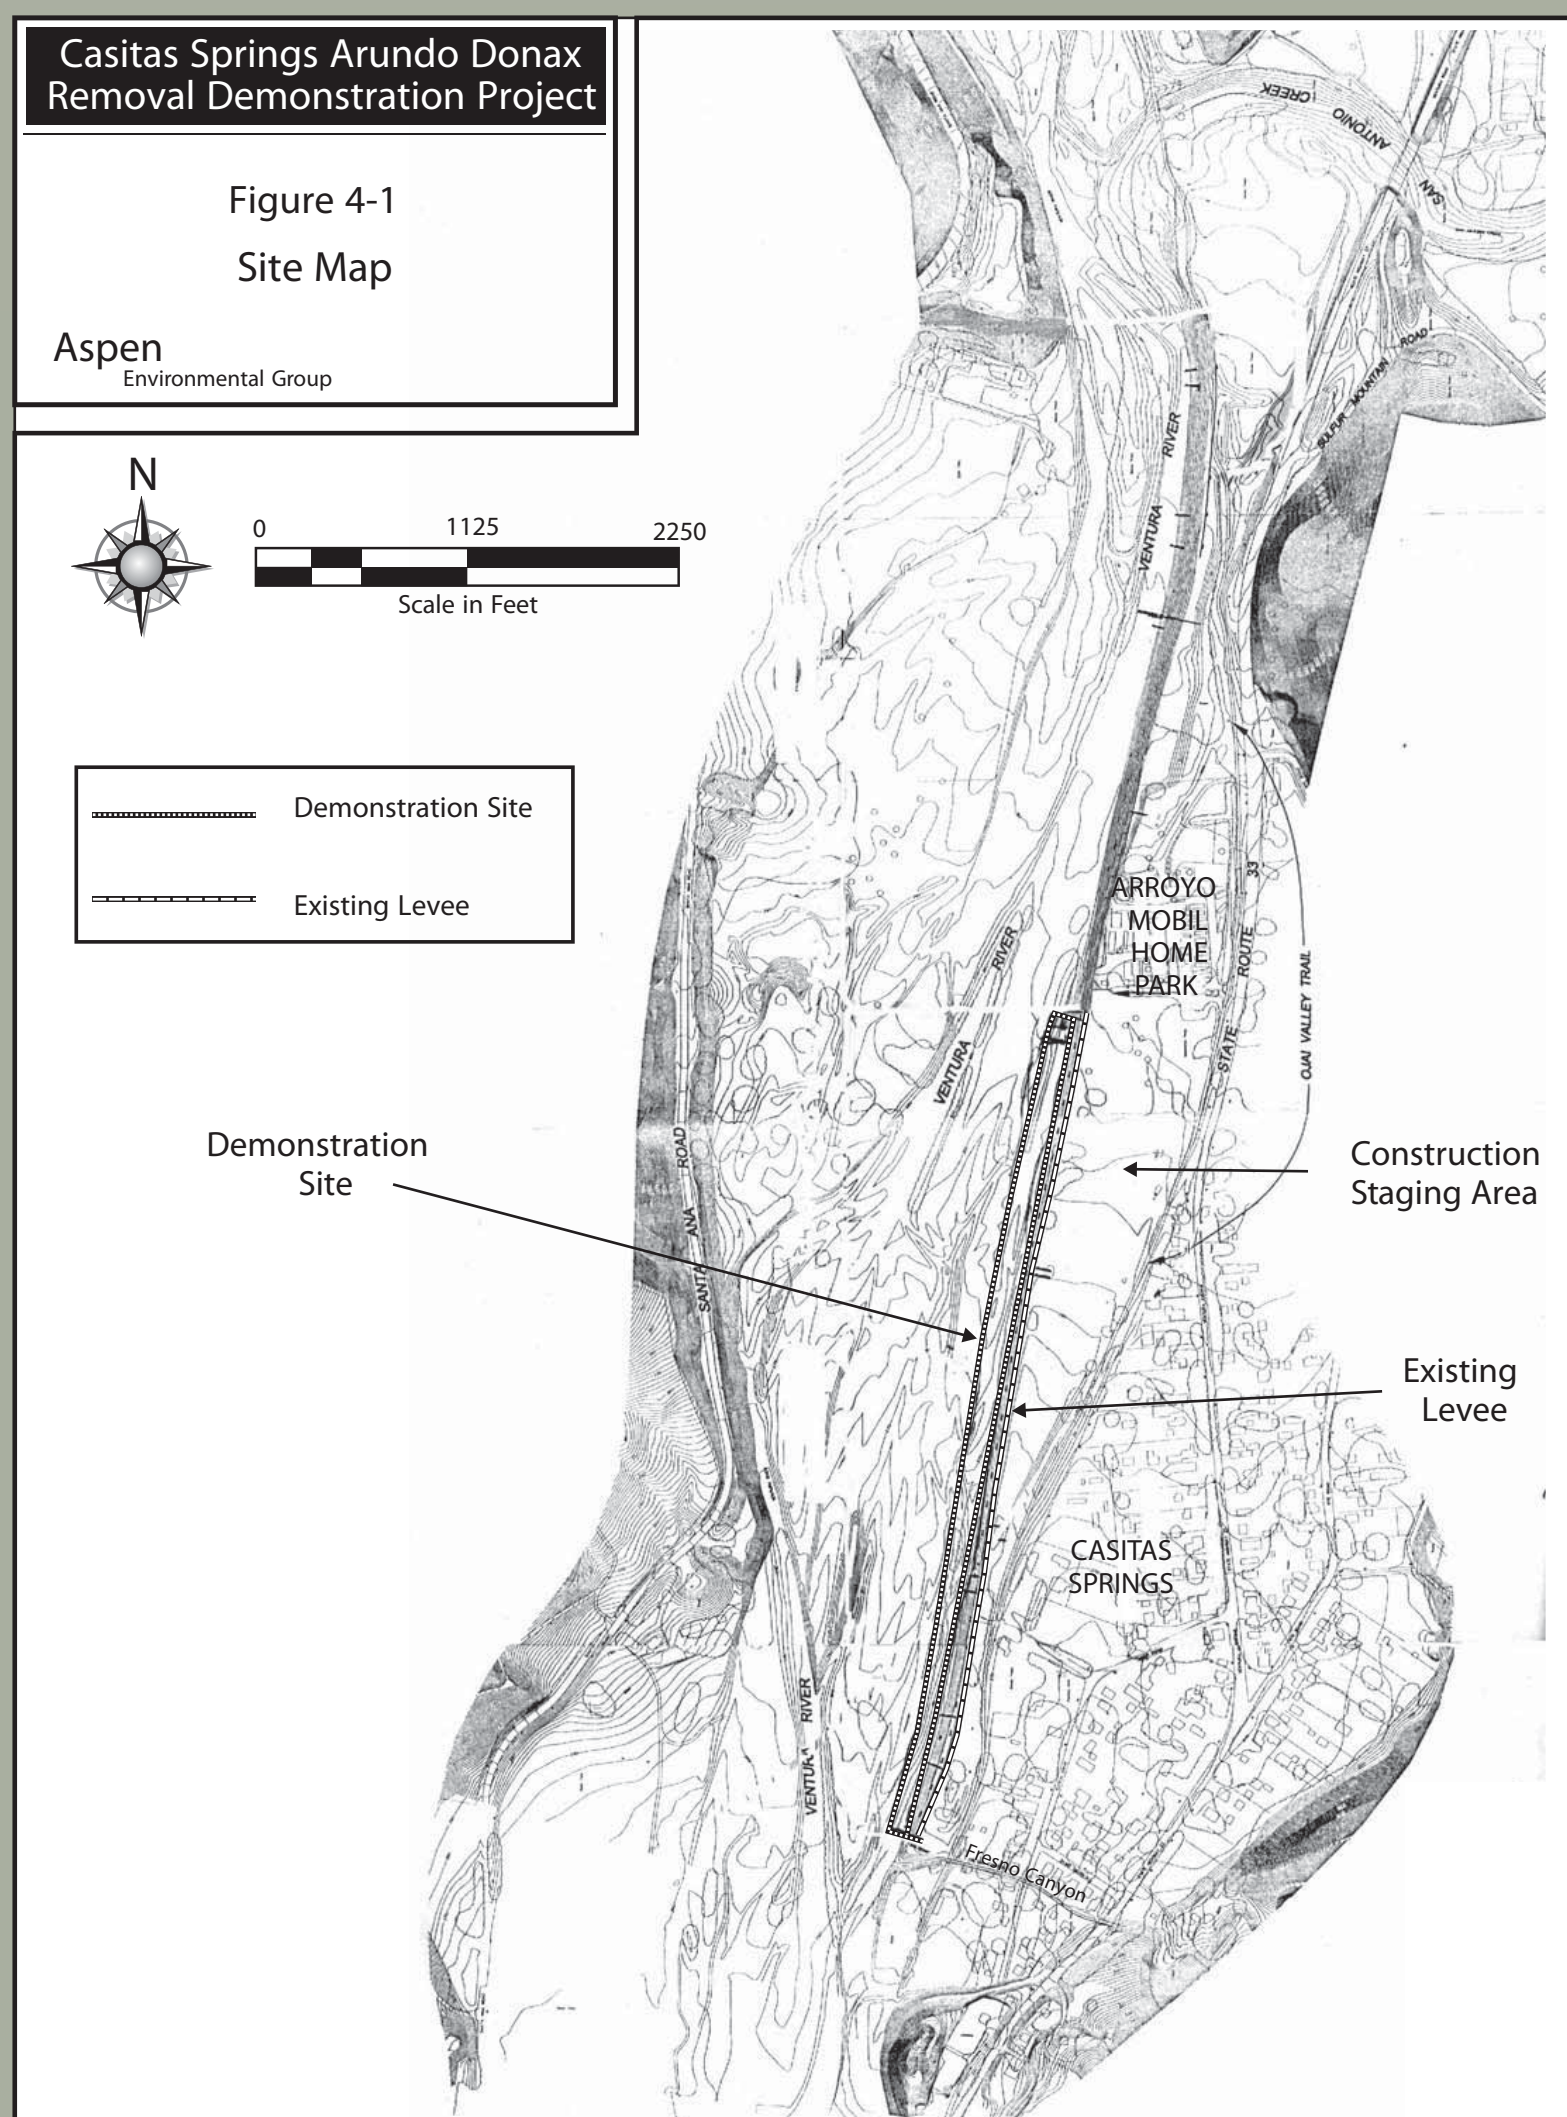 Casitas Springs Arundo Donax
Removal Demonstration Project
Figure 4-1
Site Map
Aspen
Environmental Group
N
0 1125 2250
Scale in Feet
Demonstration Site
Existing Levee
SAN ANTONIO CREEK
SULFUR MOUNTAIN ROAD
VENTURA RIVER
ARROYO
MOBIL
HOME
PARK
STATE ROUTE 33
OJAI VALLEY TRAIL
VENTURA RIVER
SANTA ANA ROAD
Demonstration
Site
Construction
Staging Area
Existing
Levee
CASITAS
SPRINGS
VENTURA RIVER
Fresno Canyon